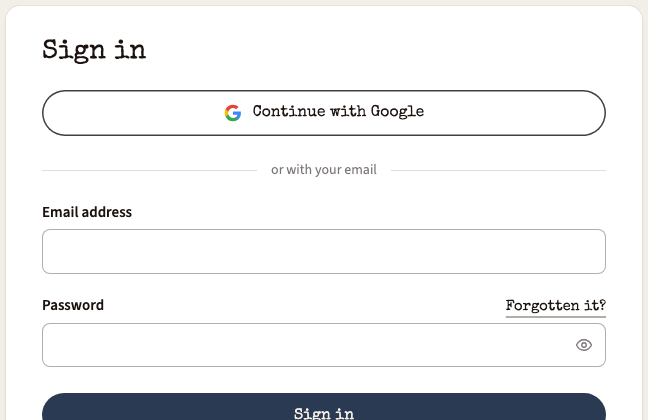 Sign in
Continue with Google
or with your email
Email address
Password
Forgotten it?
Sign in